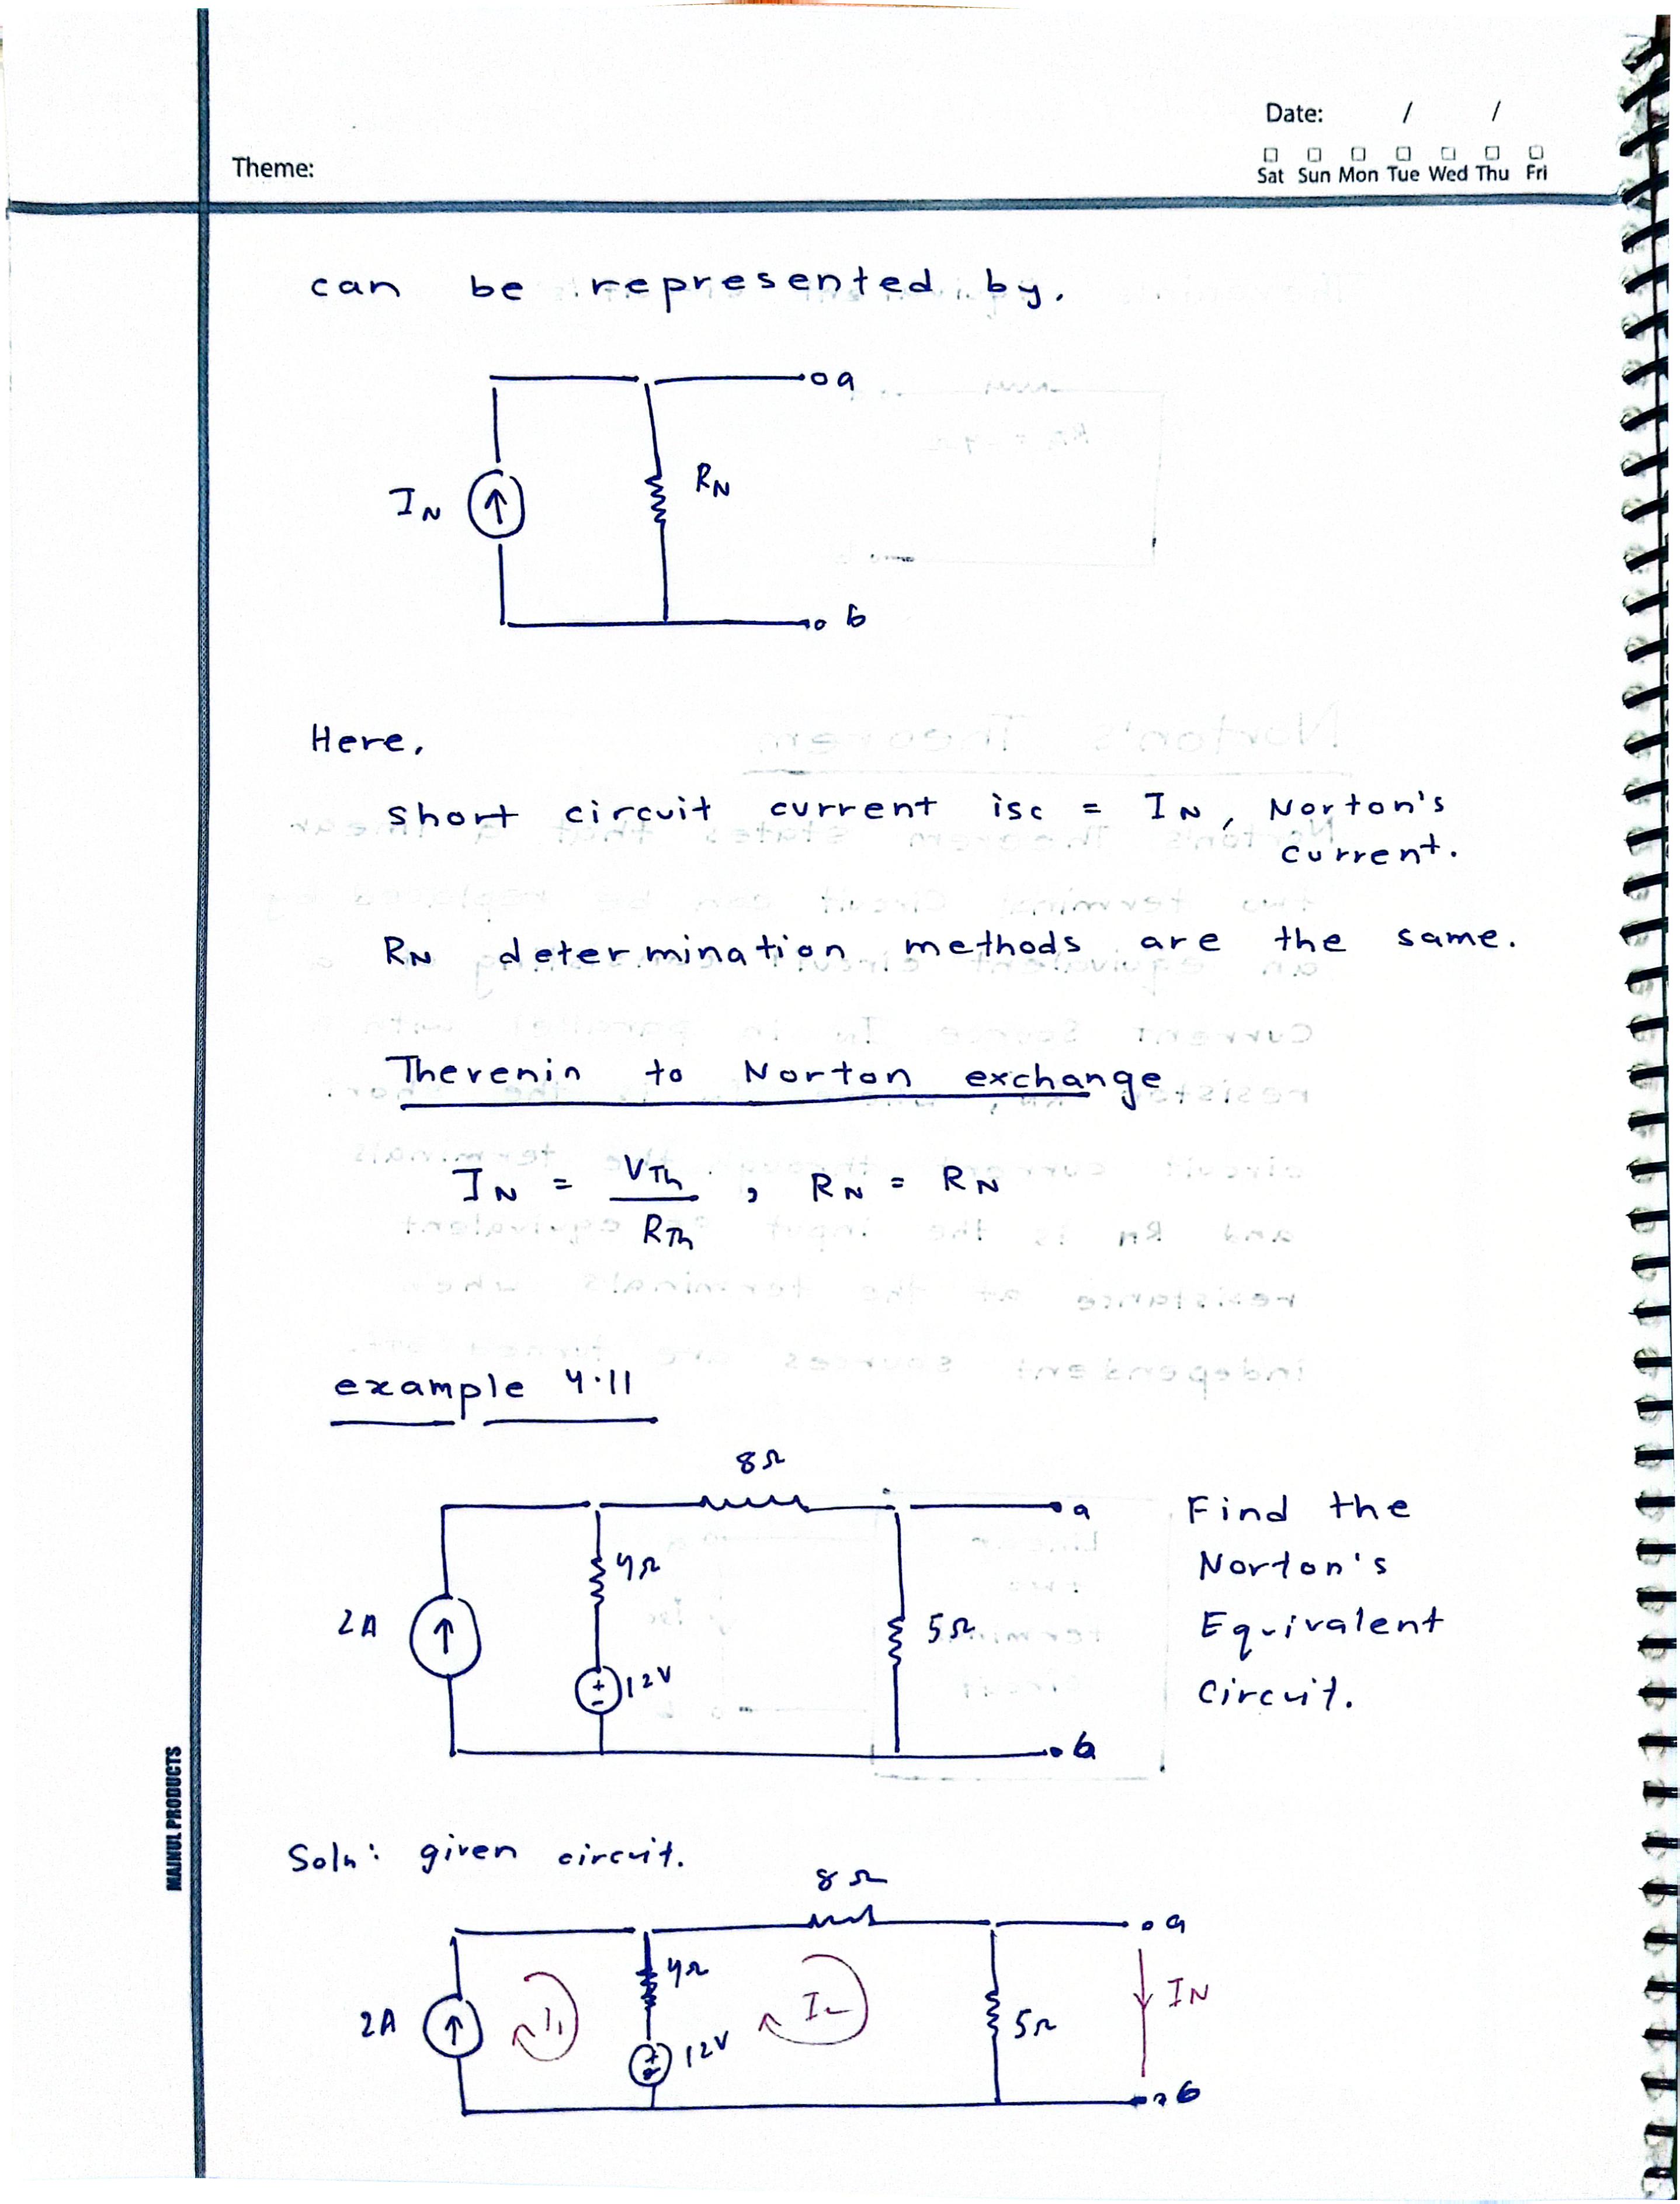 Date: / /
Sat Sun Mon Tue Wed Thu Fri
Theme:
can be represented by.
a
IN
RN
b
Here,
short circuit current isc = IN, Norton's
current.
RN determination methods are the same.
Therenin to Norton exchange
IN = VTh / RTh , RN = RN
example 4.11
8Ω
a
4Ω
2A
5Ω
12V
b
Find the
Norton's
Equivalent
Circuit.
MAINUL PRODUCTS
Soln: given circuit.
8Ω
a
4Ω
I1
I2
IN
2A
5Ω
12V
b